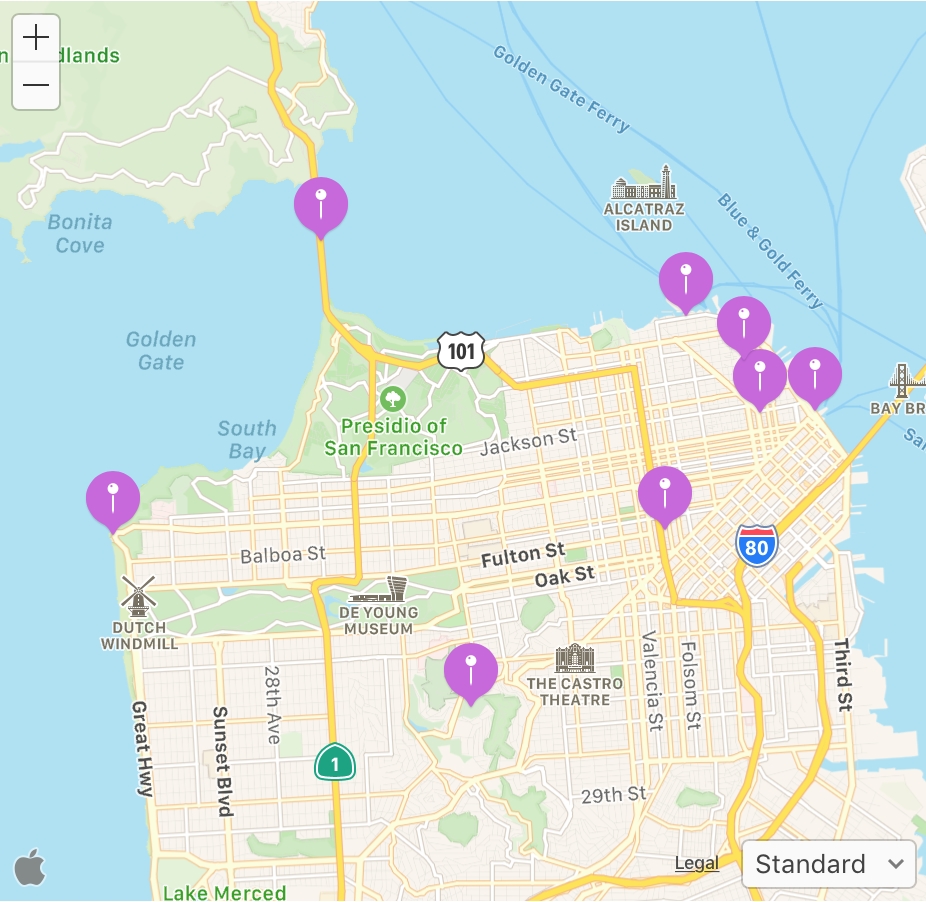 dlands
Golden Gate Ferry
ALCATRAZ
ISLAND
Bonita
Cove
Blue & Gold Ferry
Golden
Gate
101
BAY BR
Presidio of
San Francisco
South
Bay
Jackson St
80
Balboa St
Fulton St
Oak St
DUTCH
WINDMILL
DE YOUNG
MUSEUM
THE CASTRO
THEATRE
Valencia St
Folsom St
Third St
28th Ave
Great Hwy
Sunset Blvd
1
29th St
Legal
Standard
Lake Merced